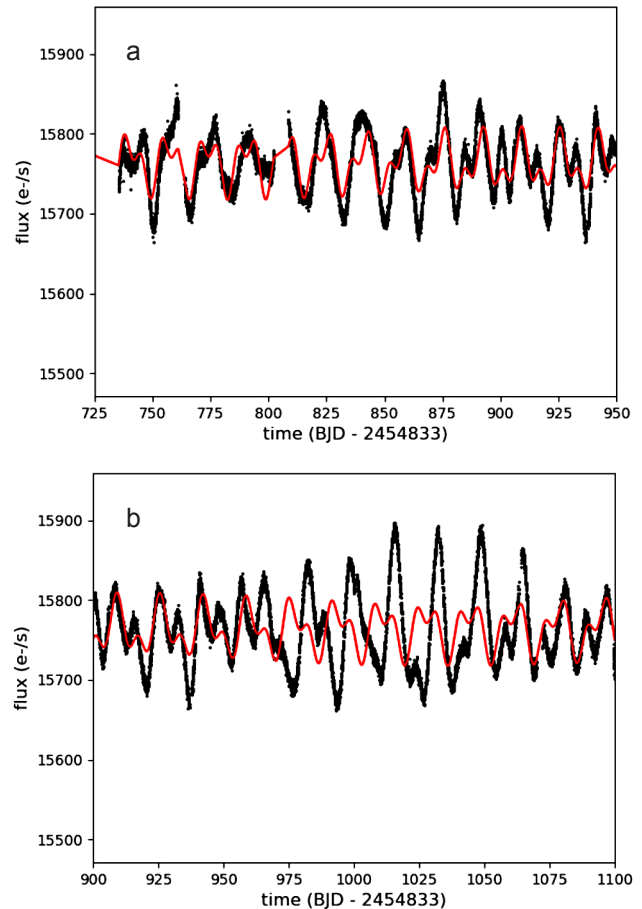 a
15900
15800
15700
15600
15500
flux (e-/s)
725 750 775 800 825 850 875 900 925 950
time (BJD - 2454833)
b
15900
15800
15700
15600
15500
flux (e-/s)
900 925 950 975 1000 1025 1050 1075 1100
time (BJD - 2454833)